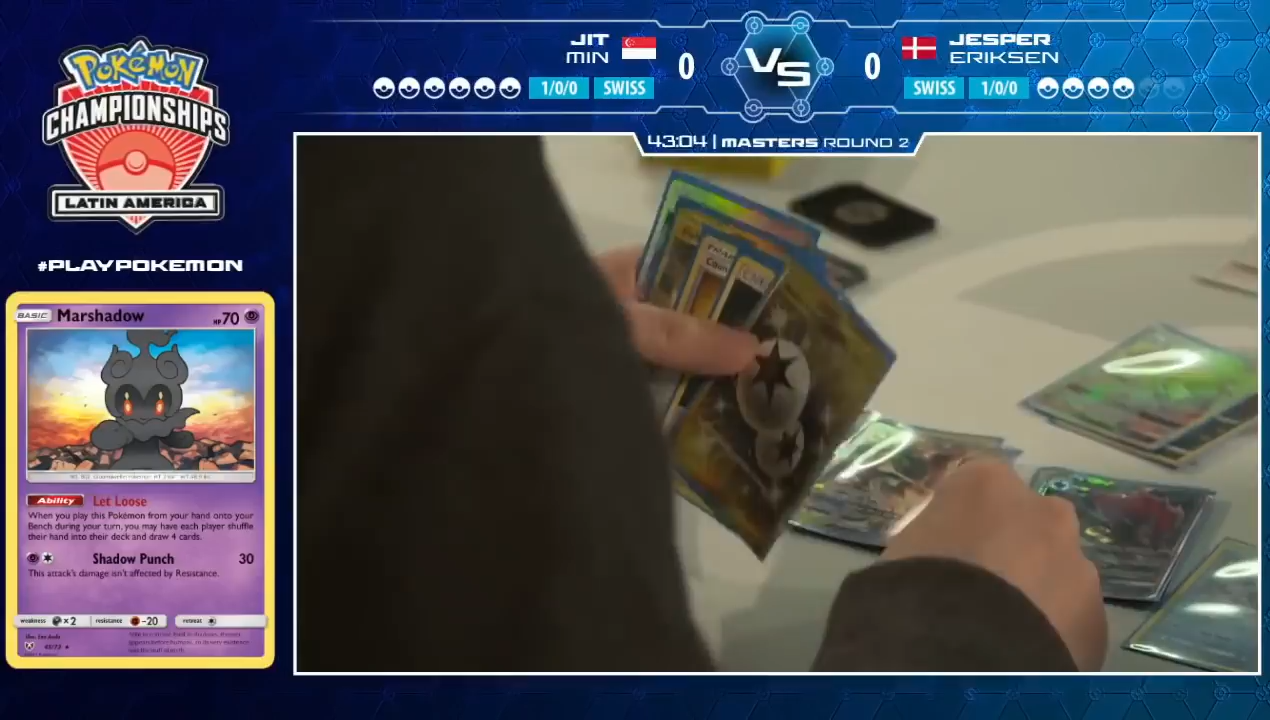 POKéMON
CHAMPIONSHIPS
LATIN AMERICA
#PLAYPOKEMON
JIT
MIN
0
VS
0
JESPER
ERIKSEN
1/0/0
SWISS
SWISS
1/0/0
43:04 | MASTERS ROUND 2
BASIC
Marshadow
HP 70
Ability
Let Loose
When you play this Pokémon from your hand onto your
Bench during your turn, you may have each player shuffle
their hand into their deck and draw 4 cards.
Shadow Punch
30
This attack's damage isn't affected by Resistance.
weakness
×2
resistance
-20
retreat